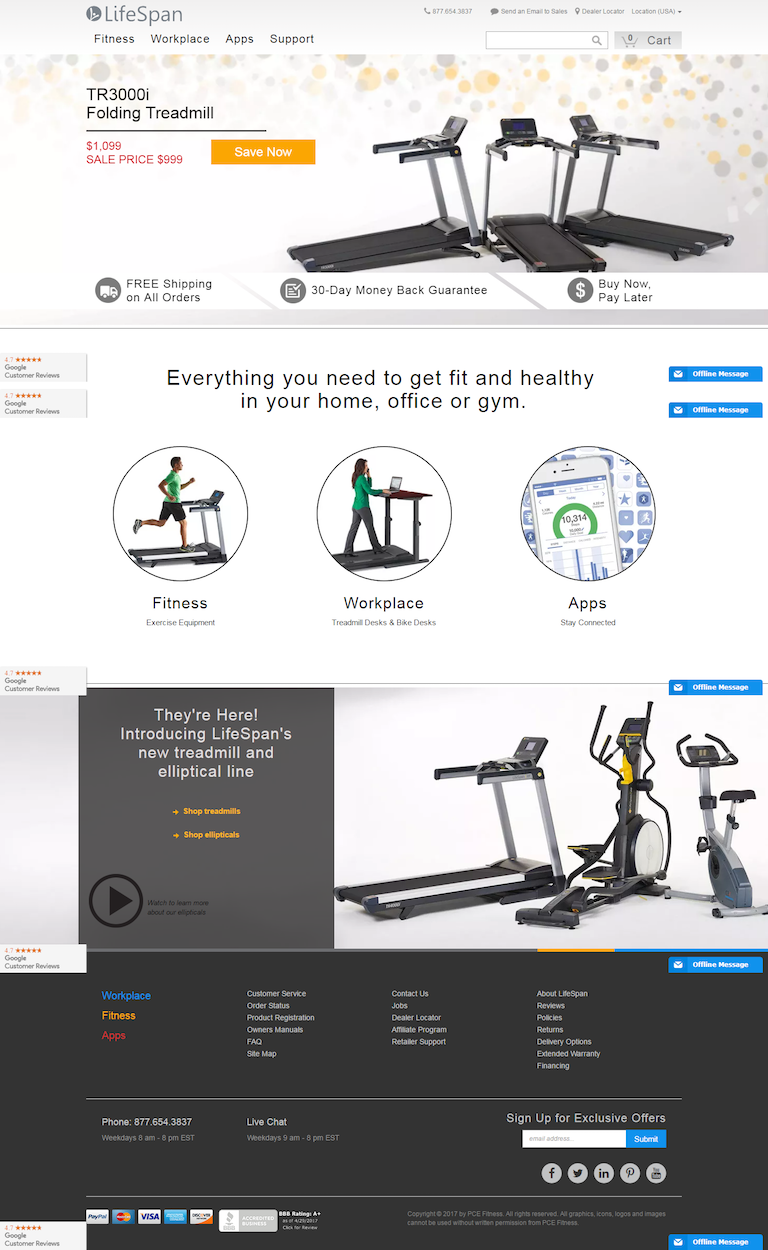 LifeSpan
877.654.3837
Send an Email to Sales
Dealer Locator
Location (USA)
Fitness
Workplace
Apps
Support
0
Cart
TR3000i
Folding Treadmill
$1,099
SALE PRICE $999
Save Now
FREE Shipping
on All Orders
30-Day Money Back Guarantee
$
Buy Now,
Pay Later
4.7 ★★★★★
Google
Customer Reviews
4.7 ★★★★★
Google
Customer Reviews
Offline Message
Offline Message
Everything you need to get fit and healthy
in your home, office or gym.
10,314
Fitness
Exercise Equipment
Workplace
Treadmill Desks & Bike Desks
Apps
Stay Connected
4.7 ★★★★★
Google
Customer Reviews
Offline Message
They're Here!
Introducing LifeSpan's
new treadmill and
elliptical line
Shop treadmills
Shop ellipticals
Watch to learn more
about our ellipticals
4.7 ★★★★★
Google
Customer Reviews
Offline Message
Workplace
Fitness
Apps
Customer Service
Order Status
Product Registration
Owners Manuals
FAQ
Site Map
Contact Us
Jobs
Dealer Locator
Affiliate Program
Retailer Support
About LifeSpan
Reviews
Policies
Returns
Delivery Options
Extended Warranty
Financing
Phone: 877.654.3837
Weekdays 8 am - 8 pm EST
Live Chat
Weekdays 9 am - 8 pm EST
Sign Up for Exclusive Offers
email address..
Submit
PayPal
MasterCard
VISA
DISCOVER
BBB
ACCREDITED
BUSINESS
BBB Rating: A+
as of 4/29/2017
Click for Review
Copyright © 2017 by PCE Fitness. All rights reserved. All graphics, icons, logos and images
cannot be used without written permission from PCE Fitness.
4.7 ★★★★★
Google
Customer Reviews
Offline Message